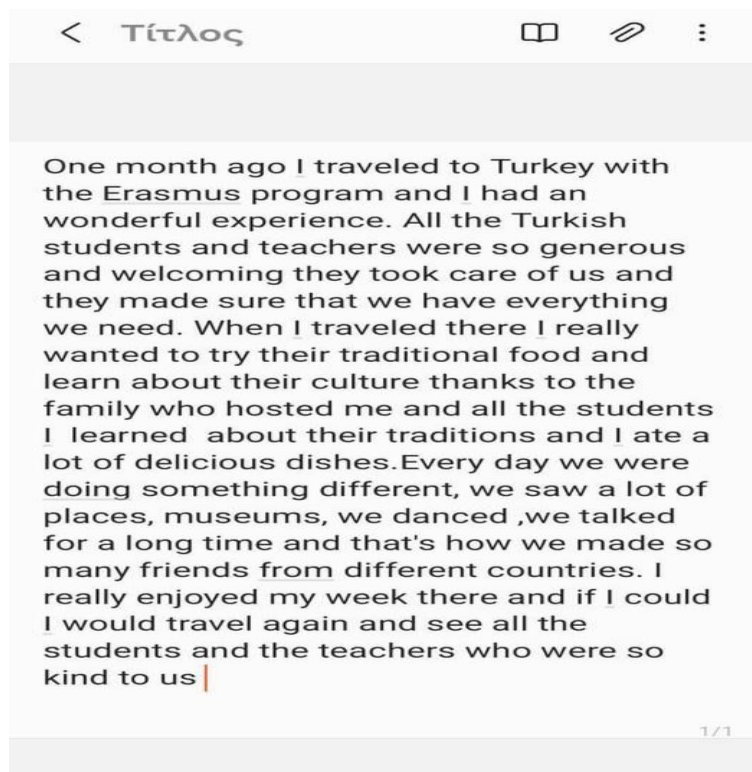 Τίτλος
One month ago I traveled to Turkey with
the Erasmus program and I had an
wonderful experience. All the Turkish
students and teachers were so generous
and welcoming they took care of us and
they made sure that we have everything
we need. When I traveled there I really
wanted to try their traditional food and
learn about their culture thanks to the
family who hosted me and all the students
I  learned  about their traditions and I ate a
lot of delicious dishes.Every day we were
doing something different, we saw a lot of
places, museums, we danced ,we talked
for a long time and that's how we made so
many friends from different countries. I
really enjoyed my week there and if I could
I would travel again and see all the
students and the teachers who were so
kind to us
1/1